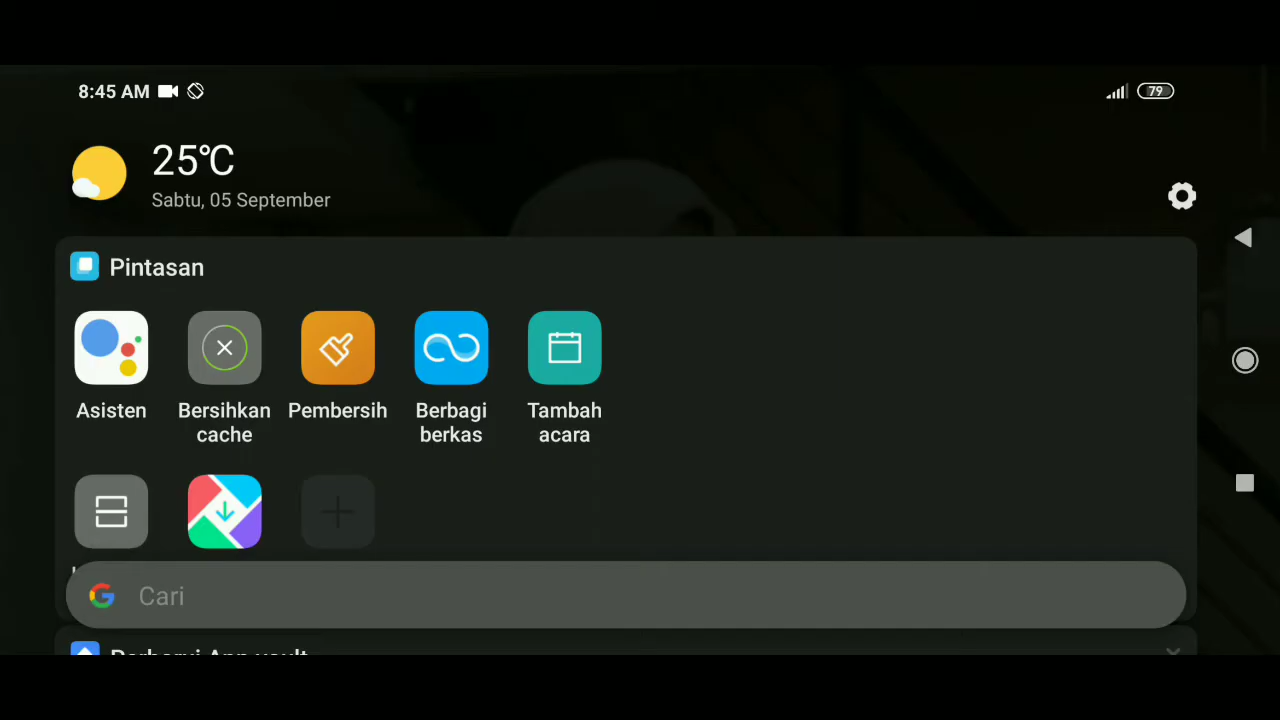 8:45 AM
79
25℃
Sabtu, 05 September
Pintasan
Asisten
Bersihkan
cache
Pembersih
Berbagi
berkas
Tambah
acara
Cari